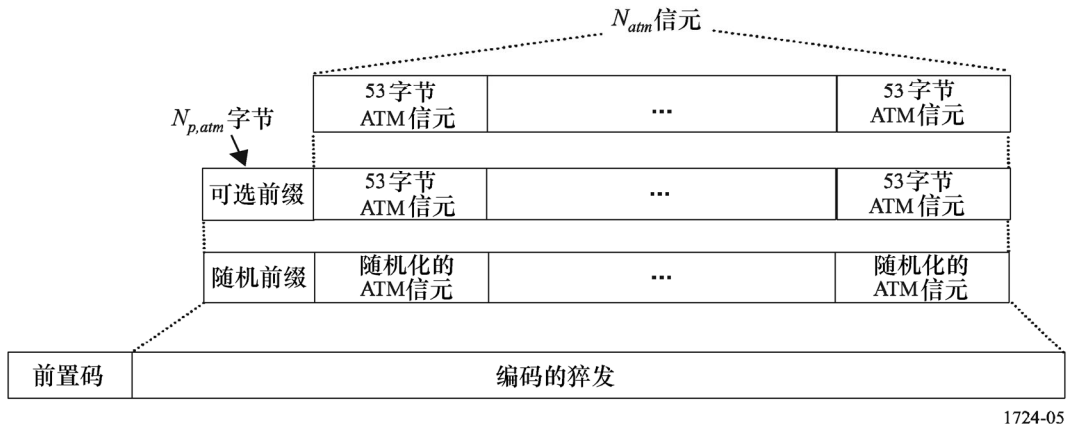 Natm信元
53字节
ATM信元
...
53字节
ATM信元
Np,atm字节
可选前缀
53字节
ATM信元
...
53字节
ATM信元
随机前缀
随机化的
ATM信元
...
随机化的
ATM信元
前置码
编码的猝发
1724-05